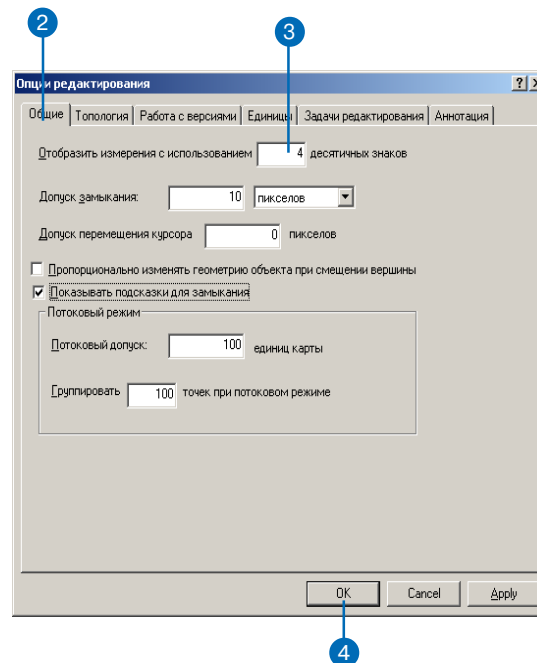 2
3
Опции редактирования
Общие Топология Работа с версиями Единицы Задачи редактирования Аннотация
Отобразить измерения с использованием 4 десятичных знаков
Допуск замыкания: 10 пикселов
Допуск перемещения курсора 0 пикселов
Пропорционально изменять геометрию объекта при смещении вершины
Показывать подсказки для замыкания
Потоковый режим
Потоковый допуск: 100 единиц карты
Группировать 100 точек при потоковом режиме
OK Cancel Apply
4